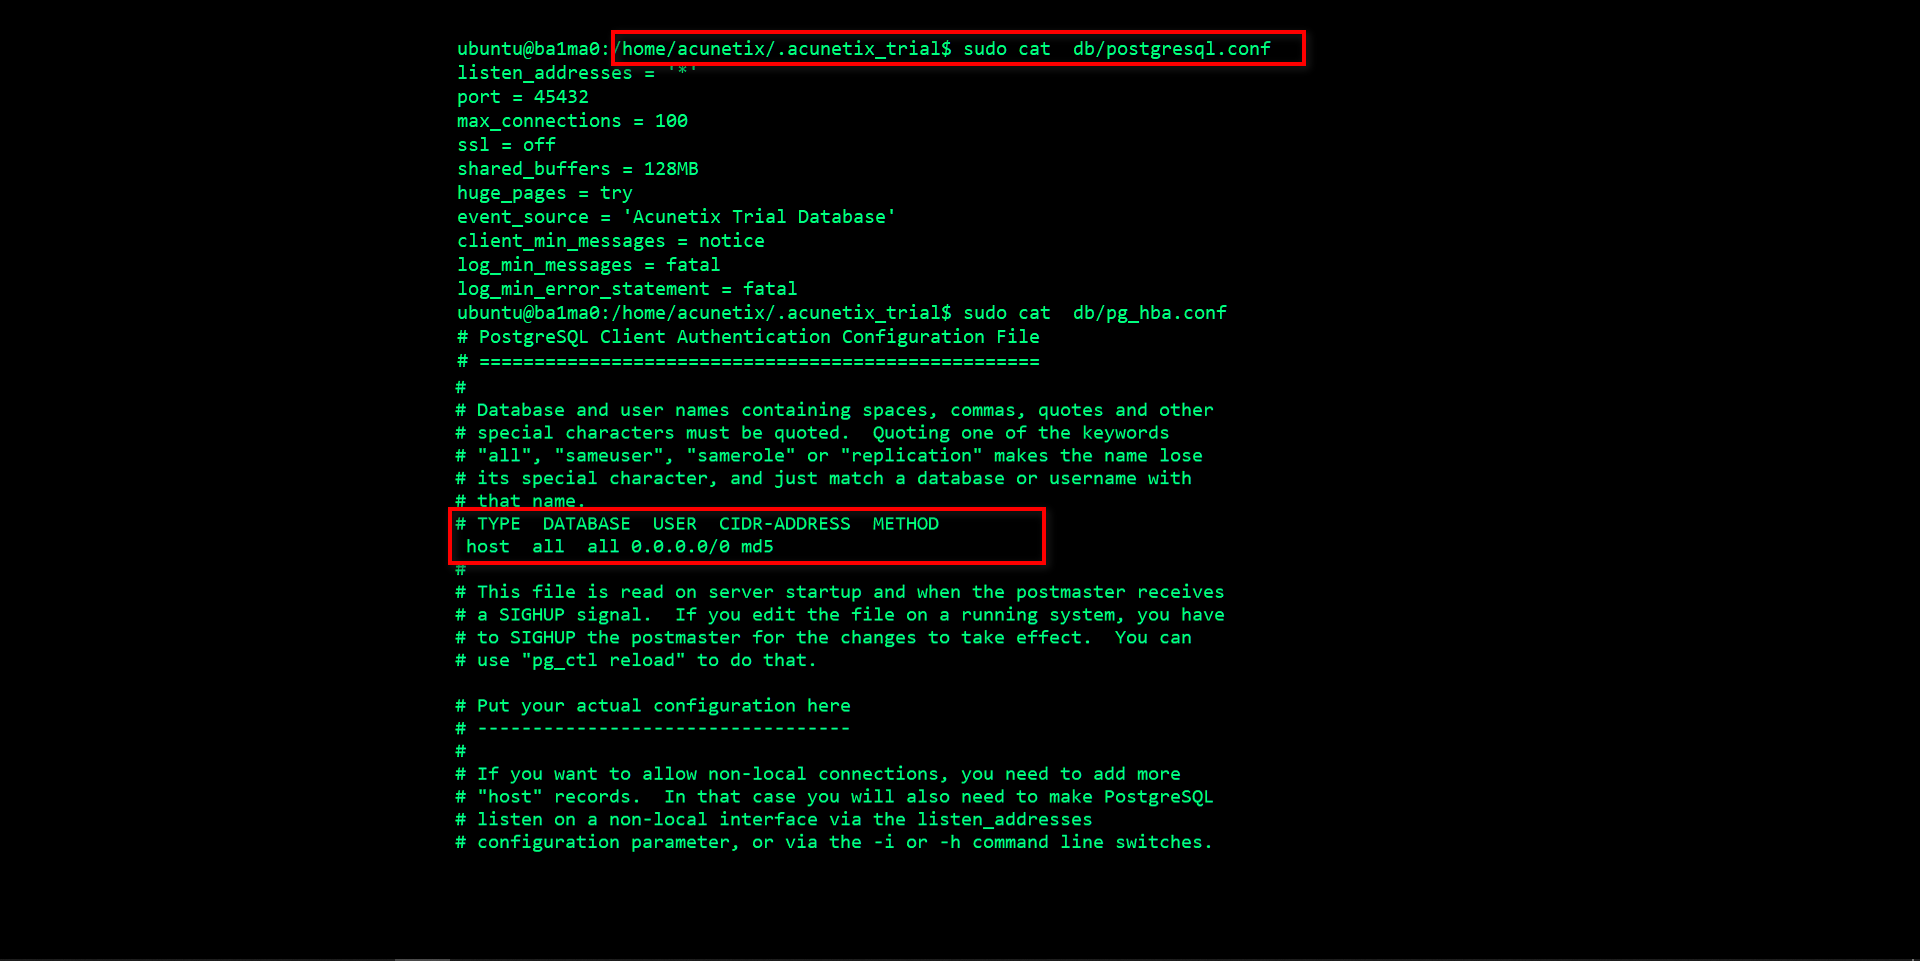 ubuntu@ba1ma0:/home/acunetix/.acunetix_trial$ sudo cat  db/postgresql.conf
listen_addresses = '*'
port = 45432
max_connections = 100
ssl = off
shared_buffers = 128MB
huge_pages = try
event_source = 'Acunetix Trial Database'
client_min_messages = notice
log_min_messages = fatal
log_min_error_statement = fatal
ubuntu@ba1ma0:/home/acunetix/.acunetix_trial$ sudo cat  db/pg_hba.conf
# PostgreSQL Client Authentication Configuration File
# ===================================================
#
# Database and user names containing spaces, commas, quotes and other
# special characters must be quoted.  Quoting one of the keywords
# "all", "sameuser", "samerole" or "replication" makes the name lose
# its special character, and just match a database or username with
# that name.
# TYPE  DATABASE  USER  CIDR-ADDRESS  METHOD
 host  all  all 0.0.0.0/0 md5
#
# This file is read on server startup and when the postmaster receives
# a SIGHUP signal.  If you edit the file on a running system, you have
# to SIGHUP the postmaster for the changes to take effect.  You can
# use "pg_ctl reload" to do that.

# Put your actual configuration here
# ----------------------------------
#
# If you want to allow non-local connections, you need to add more
# "host" records.  In that case you will also need to make PostgreSQL
# listen on a non-local interface via the listen_addresses
# configuration parameter, or via the -i or -h command line switches.